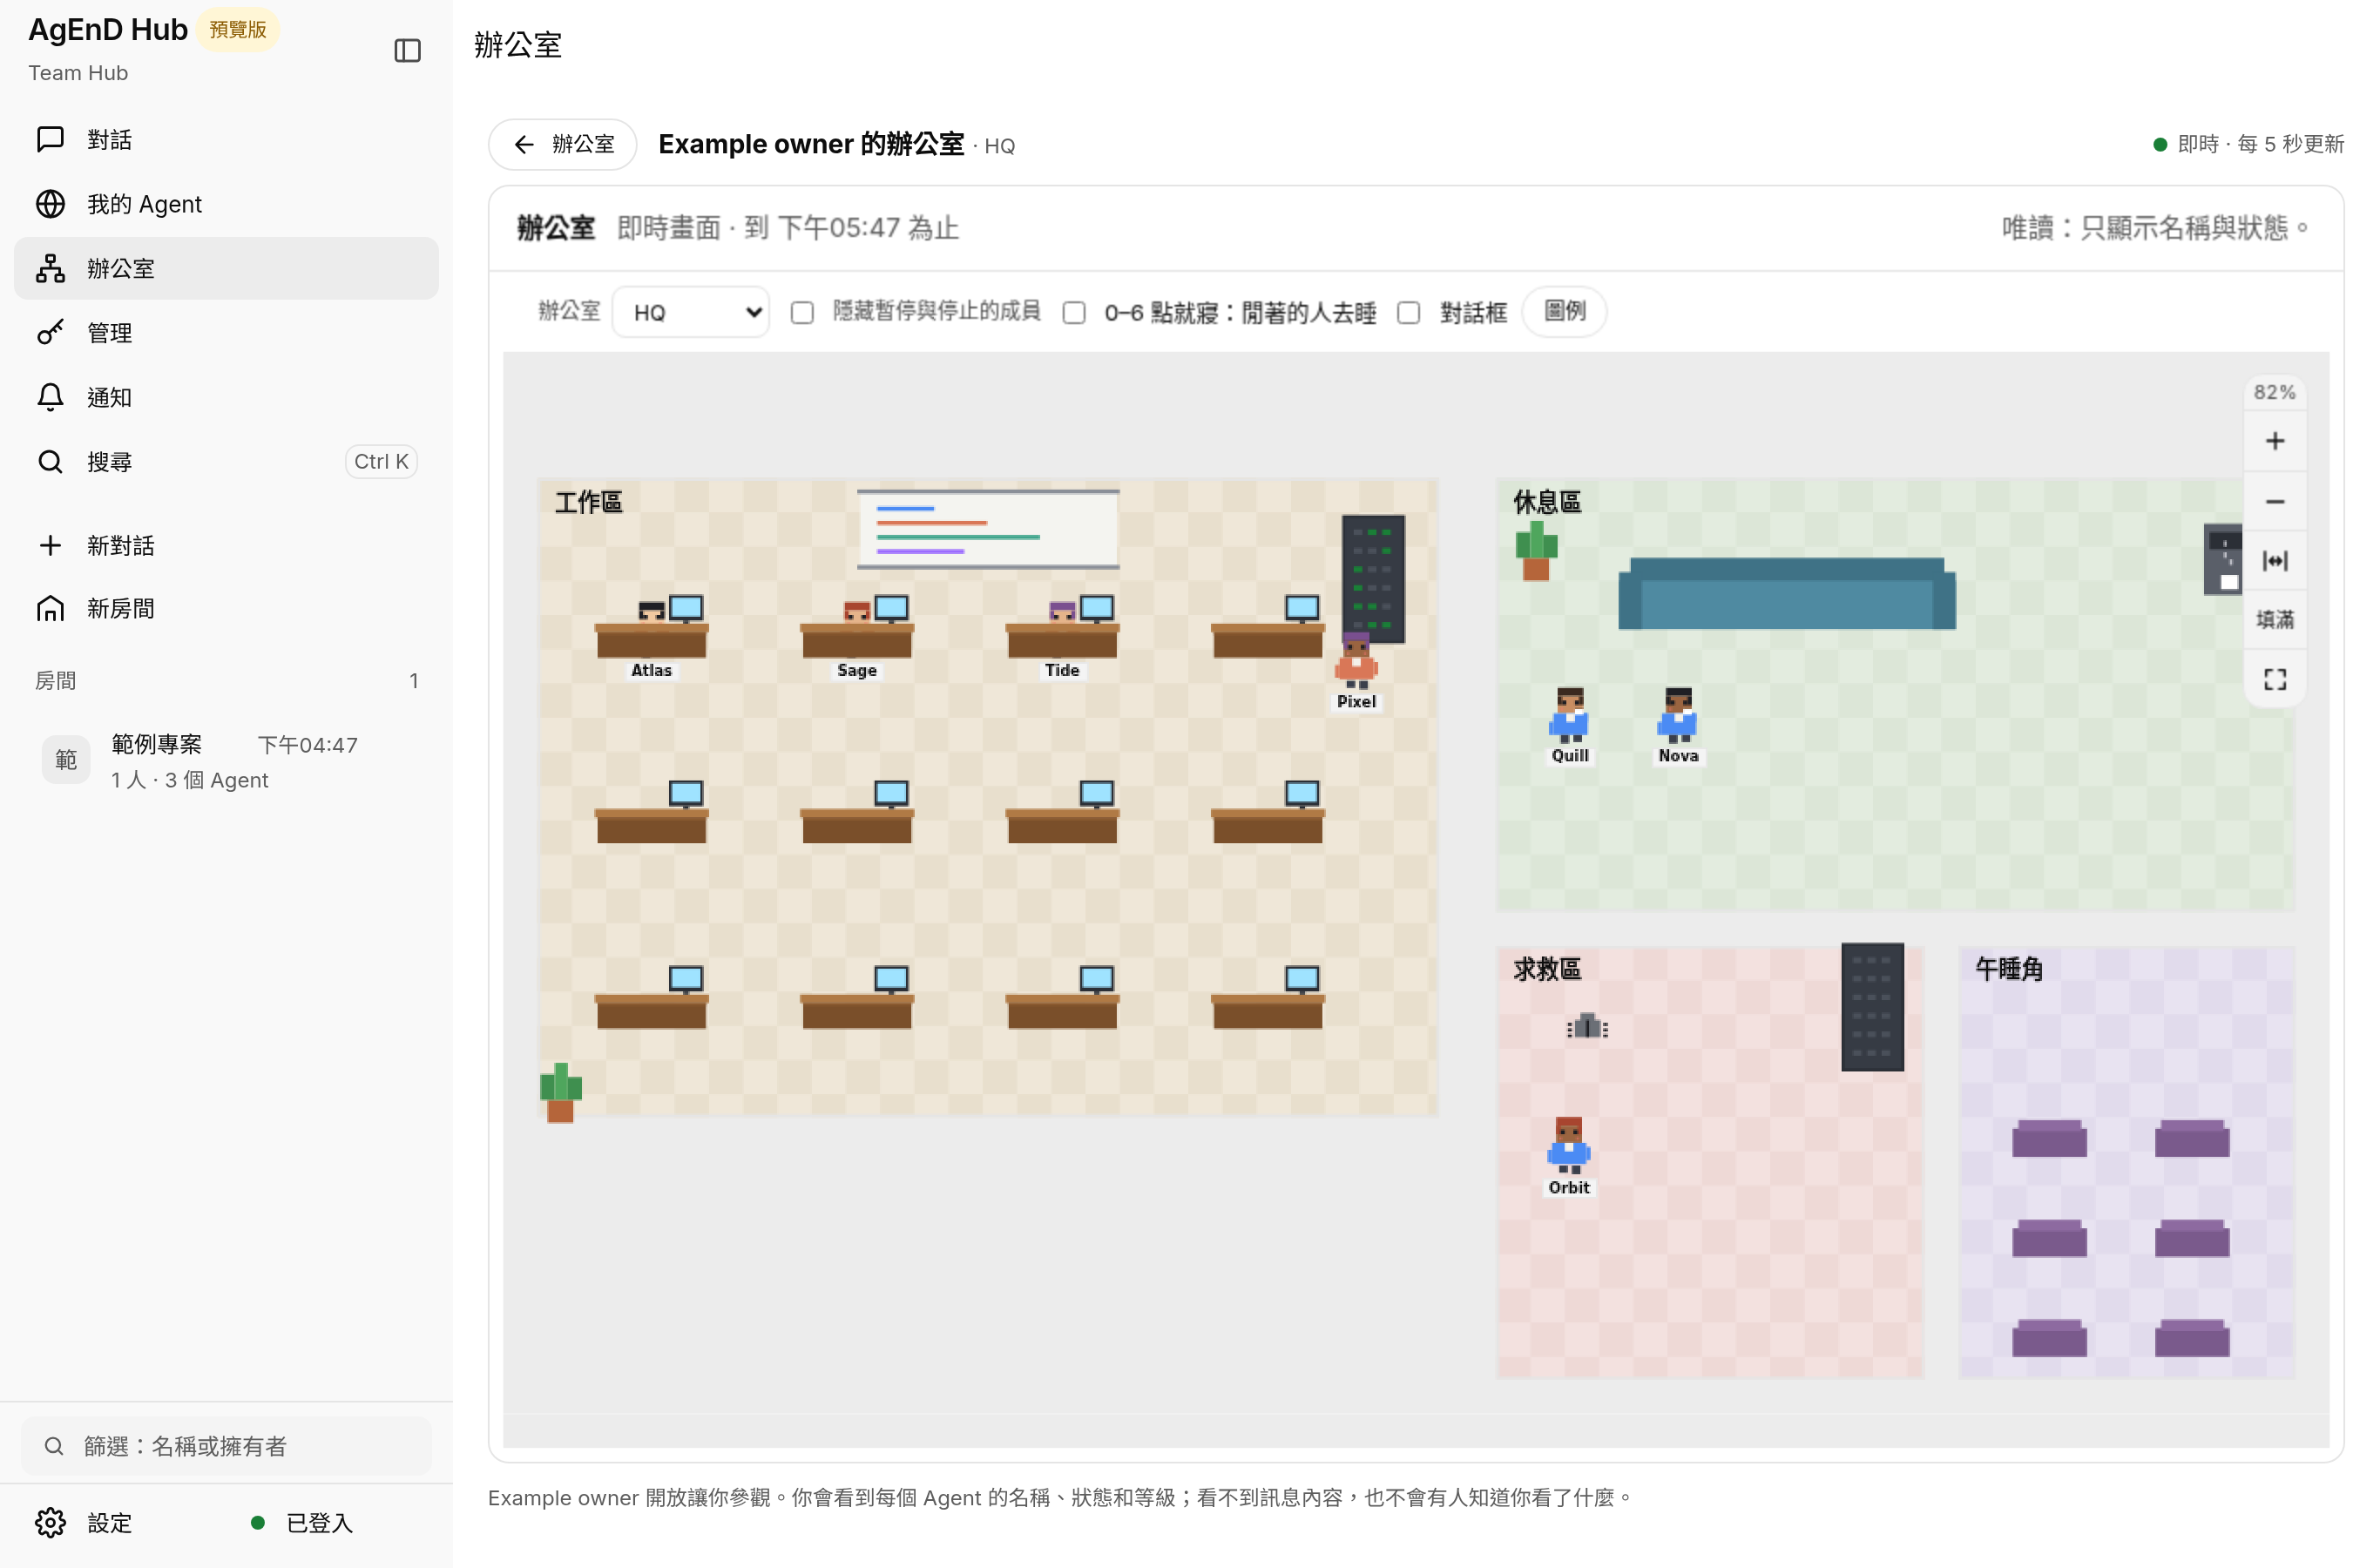 AgEnD Hub 預覽版
Team Hub
對話
我的 Agent
辦公室
管理
通知
搜尋 Ctrl K
新對話
新房間
房間 1
範 範例專案 下午04:47
1 人 · 3 個 Agent
篩選：名稱或擁有者
設定 已登入
辦公室
辦公室 Example owner 的辦公室 · HQ 即時 · 每 5 秒更新
辦公室 即時畫面 · 到 下午05:47 為止 唯讀：只顯示名稱與狀態。
辦公室 HQ 隱藏暫停與停止的成員 0–6 點就寢：閒著的人去睡 對話框 圖例
82%
填滿
工作區
Atlas Sage Tide Pixel
休息區
Quill Nova
求救區
Orbit
午睡角
Example owner 開放讓你參觀。你會看到每個 Agent 的名稱、狀態和等級；看不到訊息內容，也不會有人知道你看了什麼。